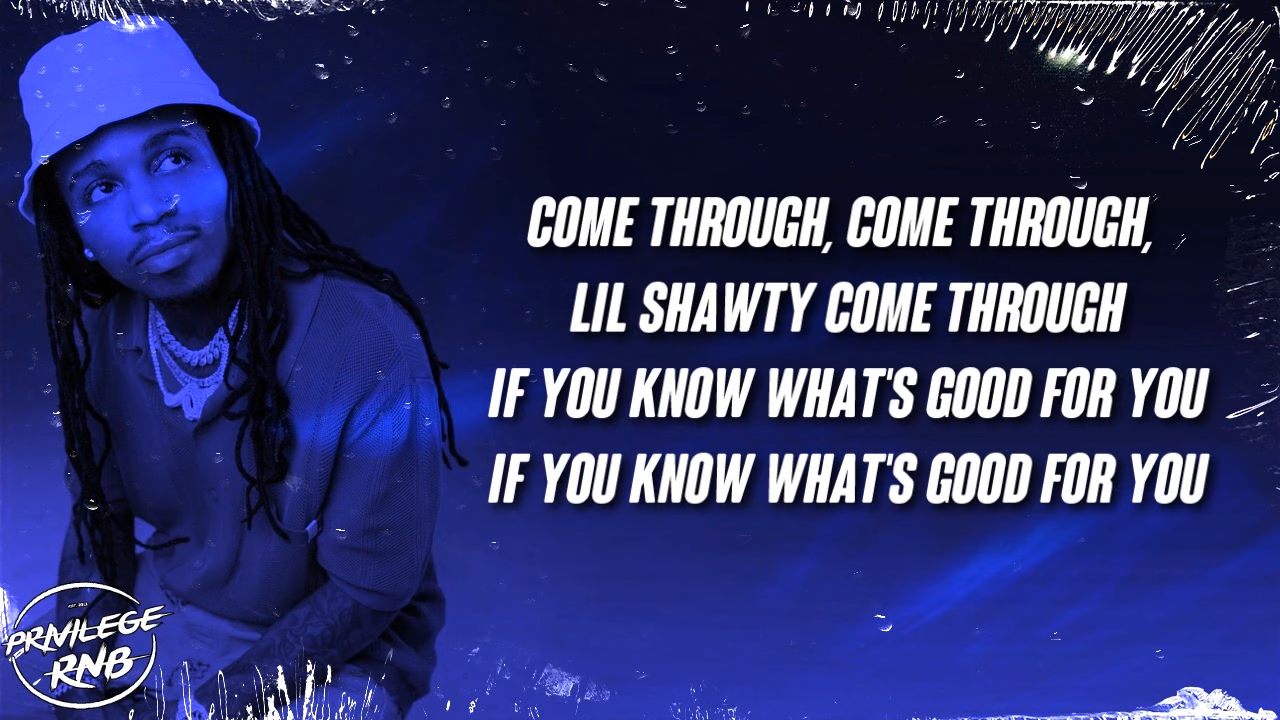 COME THROUGH, COME THROUGH,
LIL SHAWTY COME THROUGH
IF YOU KNOW WHAT'S GOOD FOR YOU
IF YOU KNOW WHAT'S GOOD FOR YOU
PRIVILEGE
RNB